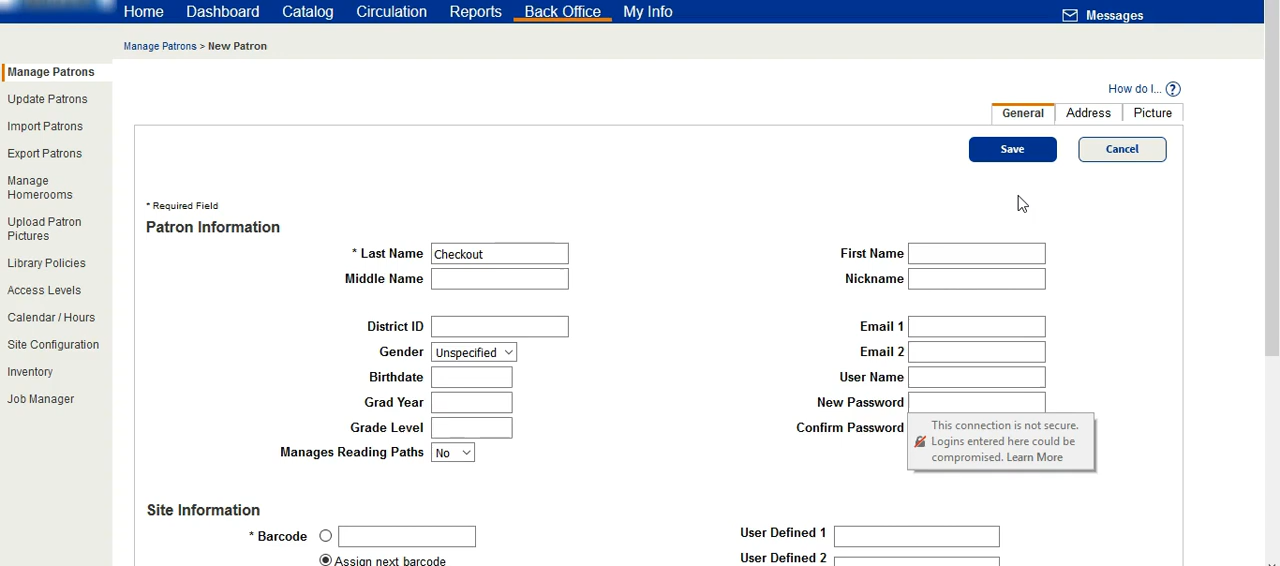 Home Dashboard Catalog Circulation Reports Back Office My Info Messages
Manage Patrons > New Patron
Manage Patrons
Update Patrons
Import Patrons
Export Patrons
Manage
Homerooms
Upload Patron
Pictures
Library Policies
Access Levels
Calendar / Hours
Site Configuration
Inventory
Job Manager
How do I... ?
General Address Picture
Save Cancel
* Required Field
Patron Information
* Last Name Checkout First Name
Middle Name Nickname
District ID Email 1
Gender Unspecified Email 2
Birthdate User Name
Grad Year New Password
Grade Level Confirm Password
This connection is not secure.
Logins entered here could be
compromised. Learn More
Manages Reading Paths No
Site Information
* Barcode User Defined 1
Assign next barcode User Defined 2